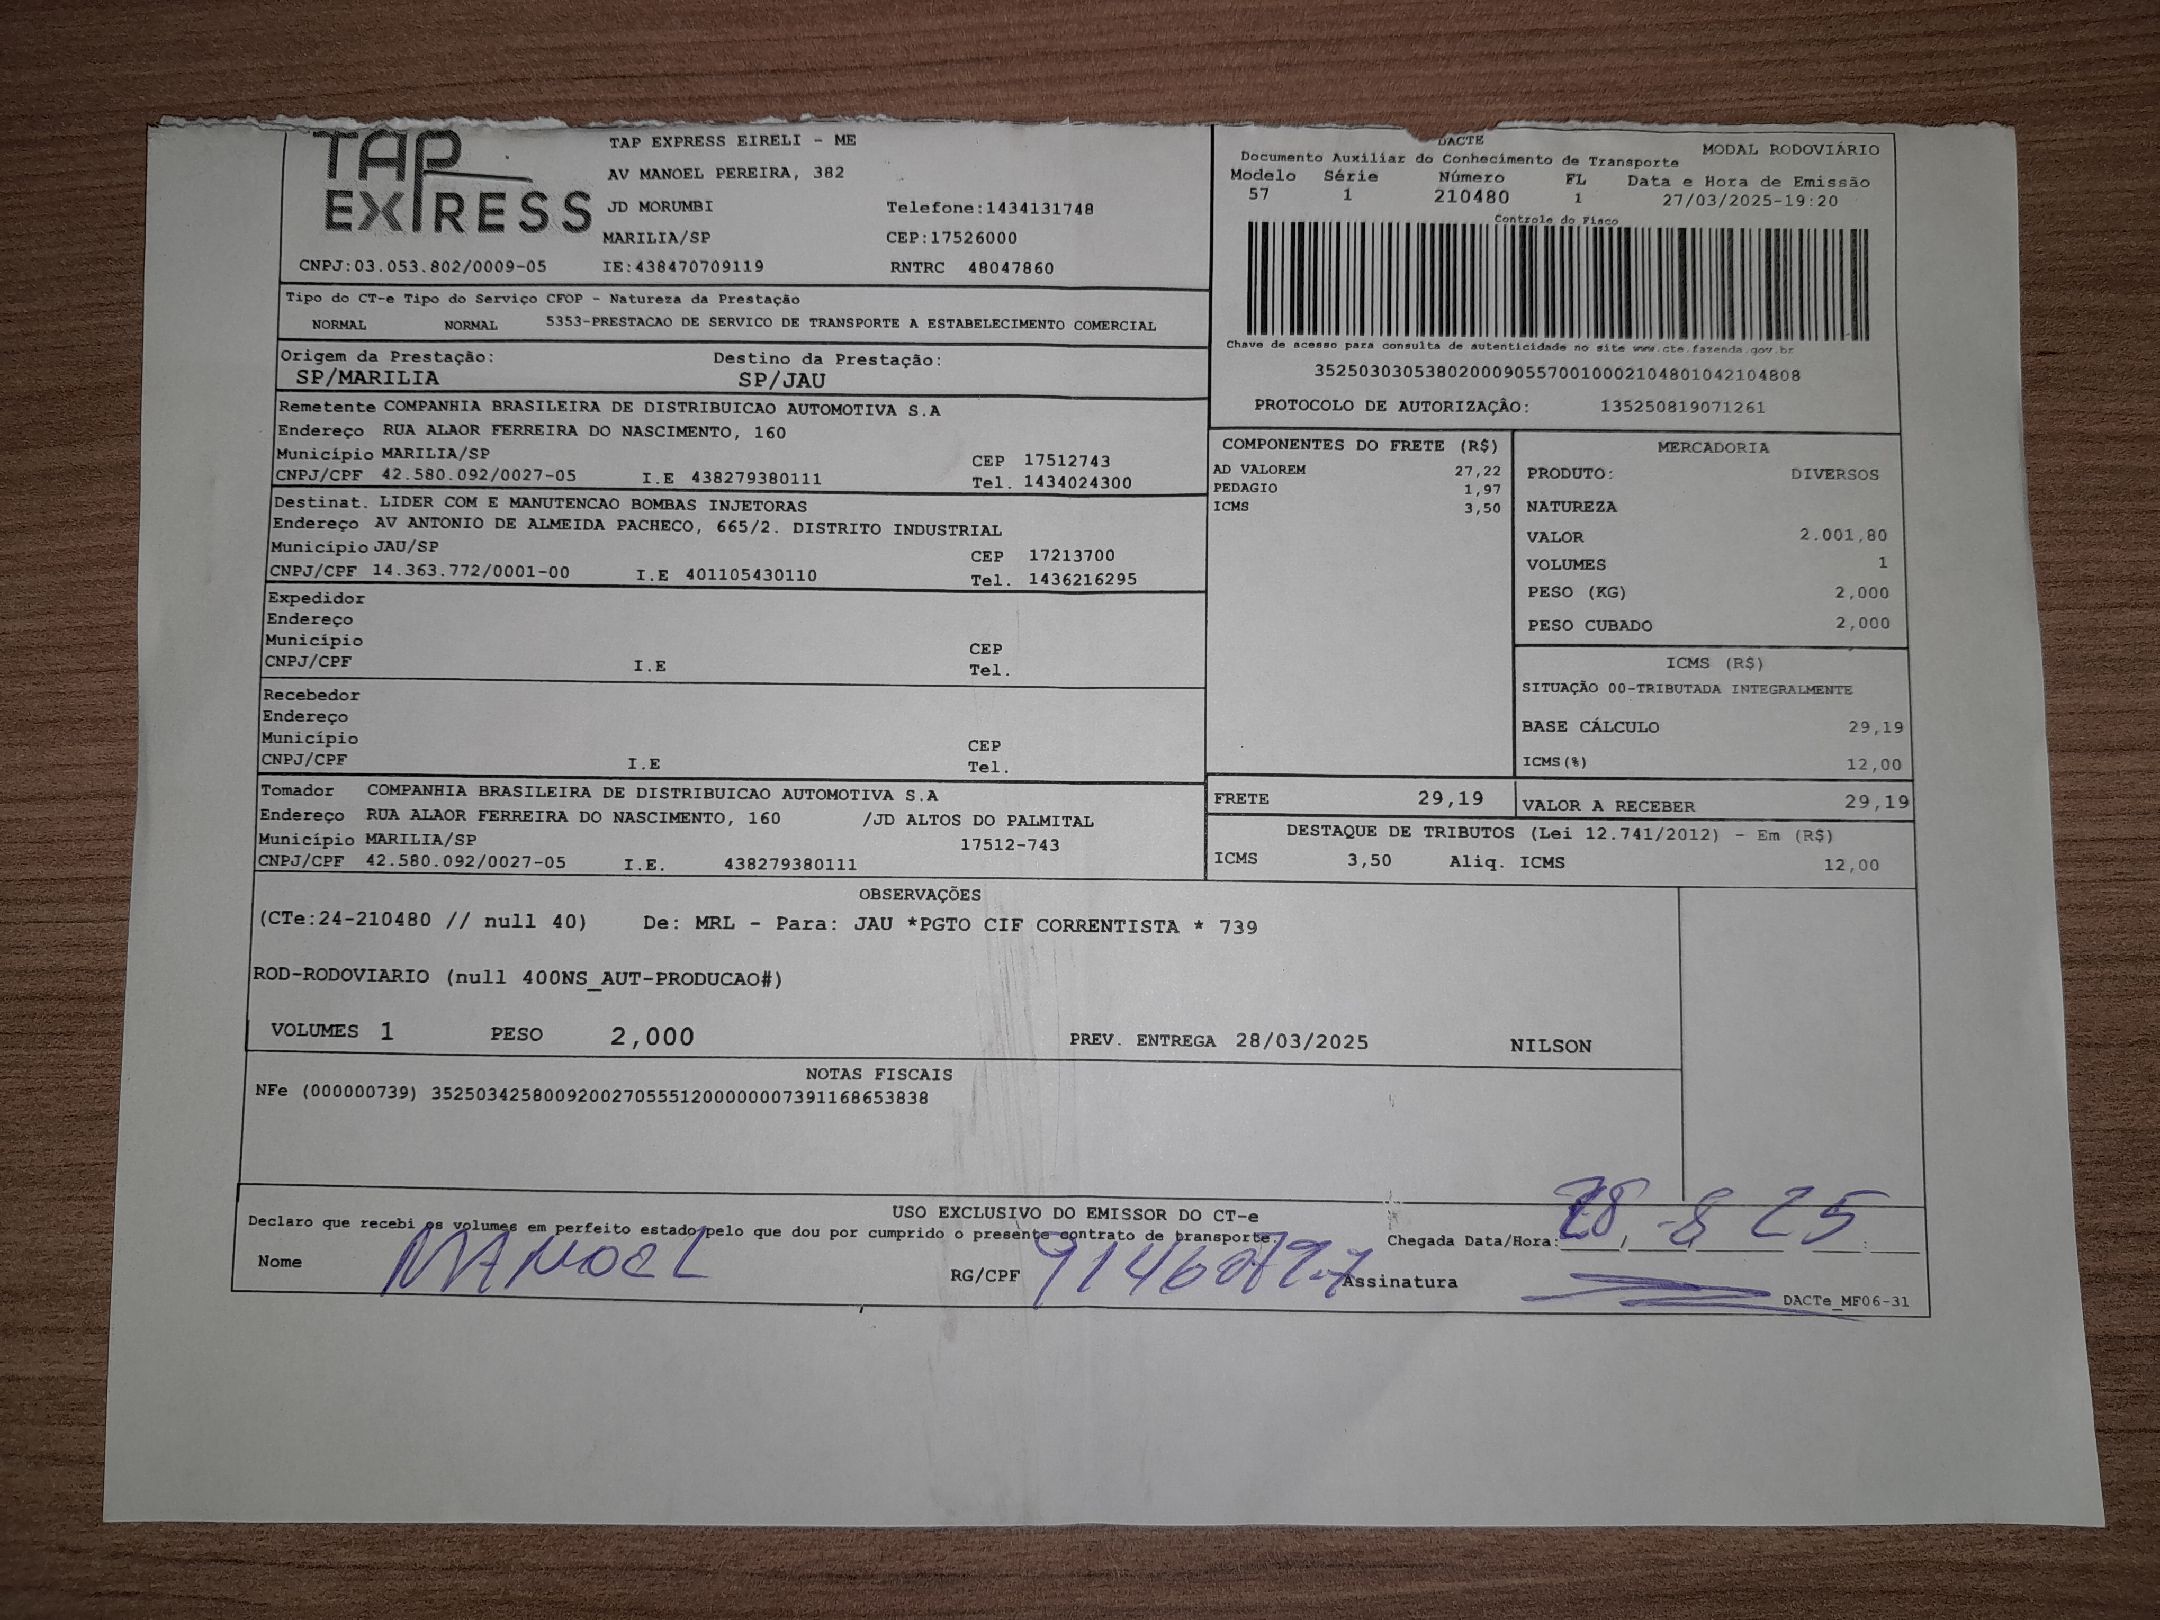 TAP EXPRESS
TAP EXPRESS EIRELI - ME
AV MANOEL PEREIRA, 382
JD MORUMBI Telefone:1434131748
MARILIA/SP CEP:17526000
CNPJ:03.053.802/0009-05 IE:438470709119 RNTRC 48047860
DACTE MODAL RODOVIÁRIO
Documento Auxiliar do Conhecimento de Transporte
Modelo Série Número FL Data e Hora de Emissão
57 1 210480 1 27/03/2025-19:20
Controle do Fisco
Chave de acesso para consulta de autenticidade no site www.cte.fazenda.gov.br
35250303053802000905570010002104801042104808
PROTOCOLO DE AUTORIZAÇÂO: 135250819071261
Tipo do CT-e Tipo do Serviço CFOP - Natureza da Prestação
NORMAL NORMAL 5353-PRESTACAO DE SERVICO DE TRANSPORTE A ESTABELECIMENTO COMERCIAL
Origem da Prestação: Destino da Prestação:
SP/MARILIA SP/JAU
Remetente COMPANHIA BRASILEIRA DE DISTRIBUICAO AUTOMOTIVA S.A
Endereço RUA ALAOR FERREIRA DO NASCIMENTO, 160
Município MARILIA/SP CEP 17512743
CNPJ/CPF 42.580.092/0027-05 I.E 438279380111 Tel. 1434024300
Destinat. LIDER COM E MANUTENCAO BOMBAS INJETORAS
Endereço AV ANTONIO DE ALMEIDA PACHECO, 665/2. DISTRITO INDUSTRIAL
Município JAU/SP CEP 17213700
CNPJ/CPF 14.363.772/0001-00 I.E 401105430110 Tel. 1436216295
Expedidor
Endereço
Município CEP
CNPJ/CPF I.E Tel.
Recebedor
Endereço
Município CEP
CNPJ/CPF I.E Tel.
Tomador COMPANHIA BRASILEIRA DE DISTRIBUICAO AUTOMOTIVA S.A
Endereço RUA ALAOR FERREIRA DO NASCIMENTO, 160 /JD ALTOS DO PALMITAL
Município MARILIA/SP 17512-743
CNPJ/CPF 42.580.092/0027-05 I.E. 438279380111
COMPONENTES DO FRETE (R$)
AD VALOREM 27,22
PEDAGIO 1,97
ICMS 3,50
MERCADORIA
PRODUTO: DIVERSOS
NATUREZA
VALOR 2.001,80
VOLUMES 1
PESO (KG) 2,000
PESO CUBADO 2,000
ICMS (R$)
SITUAÇÃO 00-TRIBUTADA INTEGRALMENTE
BASE CÁLCULO 29,19
ICMS(%) 12,00
FRETE 29,19 VALOR A RECEBER 29,19
DESTAQUE DE TRIBUTOS (Lei 12.741/2012) - Em (R$)
ICMS 3,50 Aliq. ICMS 12,00
OBSERVAÇÕES
(CTe:24-210480 // null 40) De: MRL - Para: JAU *PGTO CIF CORRENTISTA * 739
ROD-RODOVIARIO (null 400NS_AUT-PRODUCAO#)
VOLUMES 1 PESO 2,000 PREV. ENTREGA 28/03/2025 NILSON
NOTAS FISCAIS
NFe (000000739) 35250342580092002705551200000007391168653838
USO EXCLUSIVO DO EMISSOR DO CT-e
Declaro que recebi os volumes em perfeito estado pelo que dou por cumprido o presente contrato de transporte.
Chegada Data/Hora: 28 -8 25
Nome MANOEL RG/CPF Assinatura
DACTe_MF06-31